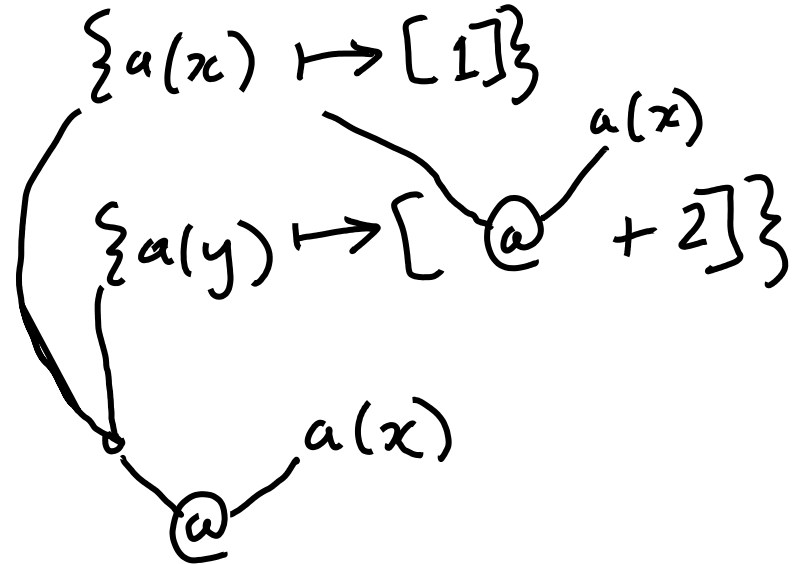 {a(x) ↦ [1]}
a(x)
{a(y) ↦ [ @ + 2]}
a(x)
@